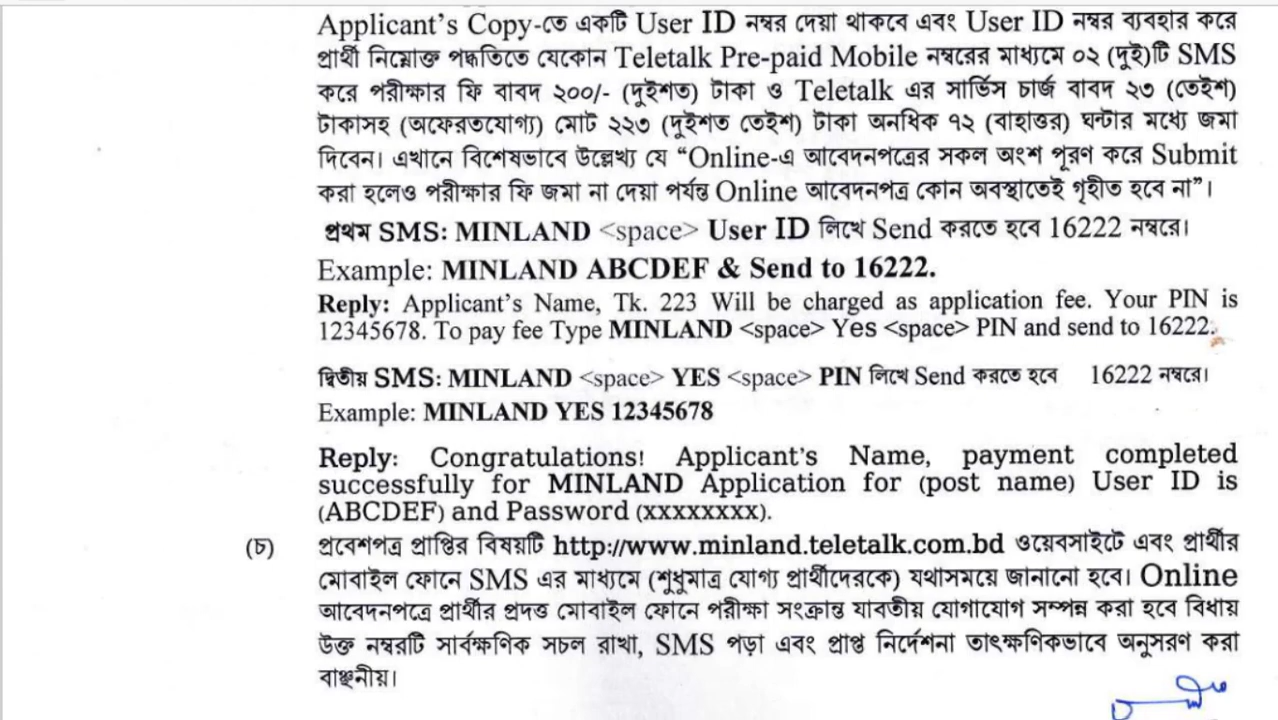 Applicant's Copy-তে একটি User ID নম্বর দেয়া থাকবে এবং User ID নম্বর ব্যবহার করে
প্রার্থী নিম্নোক্ত পদ্ধতিতে যেকোন Teletalk Pre-paid Mobile নম্বরের মাধ্যমে ০২ (দুই)টি SMS
করে পরীক্ষার ফি বাবদ ২০০/- (দুইশত) টাকা ও Teletalk এর সার্ভিস চার্জ বাবদ ২৩ (তেইশ)
টাকাসহ (অফেরতযোগ্য) মোট ২২৩ (দুইশত তেইশ) টাকা অনধিক ৭২ (বাহাত্তর) ঘন্টার মধ্যে জমা
দিবেন। এখানে বিশেষভাবে উল্লেখ্য যে “Online-এ আবেদনপত্রের সকল অংশ পূরণ করে Submit
করা হলেও পরীক্ষার ফি জমা না দেয়া পর্যন্ত Online আবেদনপত্র কোন অবস্থাতেই গৃহীত হবে না”।
প্রথম SMS: MINLAND <space> User ID লিখে Send করতে হবে 16222 নম্বরে।
Example: MINLAND ABCDEF & Send to 16222.
Reply: Applicant's Name, Tk. 223 Will be charged as application fee. Your PIN is
12345678. To pay fee Type MINLAND <space> Yes <space> PIN and send to 16222.
দ্বিতীয় SMS: MINLAND <space> YES <space> PIN লিখে Send করতে হবে 16222 নম্বরে।
Example: MINLAND YES 12345678
Reply: Congratulations! Applicant's Name, payment completed
successfully for MINLAND Application for (post name) User ID is
(ABCDEF) and Password (xxxxxxxx).
(চ) প্রবেশপত্র প্রাপ্তির বিষয়টি http://www.minland.teletalk.com.bd ওয়েবসাইটে এবং প্রার্থীর
মোবাইল ফোনে SMS এর মাধ্যমে (শুধুমাত্র যোগ্য প্রার্থীদেরকে) যথাসময়ে জানানো হবে। Online
আবেদনপত্রে প্রার্থীর প্রদত্ত মোবাইল ফোনে পরীক্ষা সংক্রান্ত যাবতীয় যোগাযোগ সম্পন্ন করা হবে বিধায়
উক্ত নম্বরটি সার্বক্ষণিক সচল রাখা, SMS পড়া এবং প্রাপ্ত নির্দেশনা তাৎক্ষণিকভাবে অনুসরণ করা
বাঞ্ছনীয়।